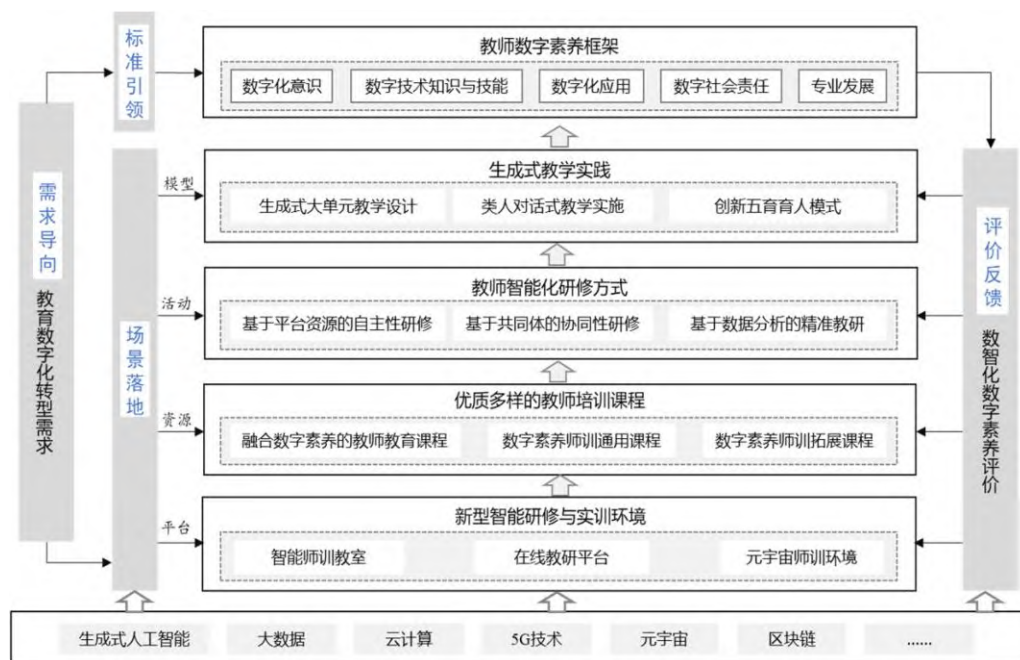 标准引领
教师数字素养框架
数字化意识
数字技术知识与技能
数字化应用
数字社会责任
专业发展
需求导向
教育数字化转型需求
场景落地
模型
生成式教学实践
生成式大单元教学设计
类人对话式教学实施
创新五育育人模式
活动
教师智能化研修方式
基于平台资源的自主性研修
基于共同体的协同性研修
基于数据分析的精准教研
资源
优质多样的教师培训课程
融合数字素养的教师教育课程
数字素养师训通用课程
数字素养师训拓展课程
平台
新型智能研修与实训环境
智能师训教室
在线教研平台
元宇宙师训环境
评价反馈
数智化数字素养评价
生成式人工智能
大数据
云计算
5G技术
元宇宙
区块链
......